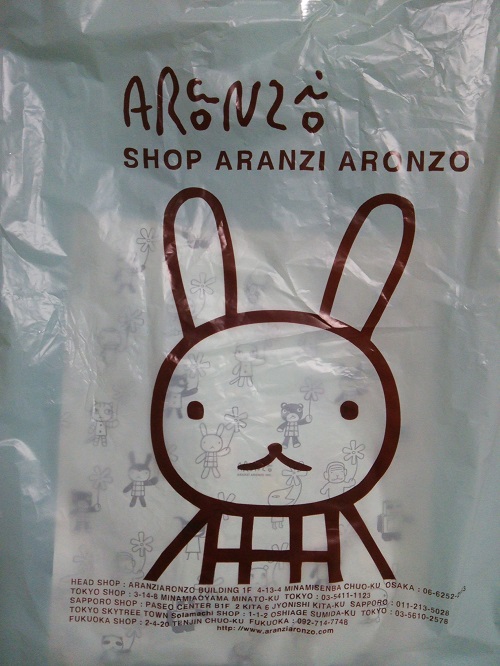 ARONZO
SHOP ARANZI ARONZO
HEAD SHOP : ARANZIARONZO BUILDING 1F 4-13-4 MINAMISENBA CHUO-KU OSAKA : 06-6252-
TOKYO SHOP : 3-14-8 MINAMIAOYAMA MINATO-KU TOKYO : 03-5411-1123
SAPPORO SHOP : PASEO CENTER B1F 2 KITA 6 JYONISHI KITA-KU SAPPORO : 011-213-5028
TOKYO SKYTREE TOWN Solamachi SHOP : 1-1-2 OSHIAGE SUMIDA-KU TOKYO : 03-5610-2578
FUKUOKA SHOP : 2-4-20 TENJIN CHUO-KU FUKUOKA : 092-714-7748
http://www.aranziaronzo.com